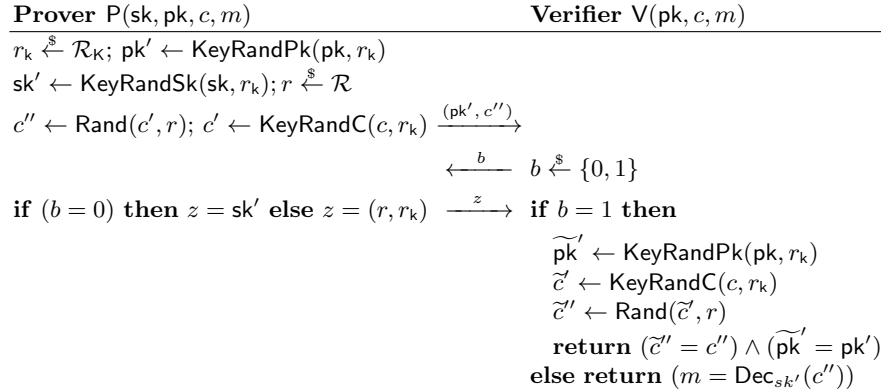 Prover P(sk, pk, c, m) Verifier V(pk, c, m)
r_k ←$ R_K; pk′ ← KeyRandPk(pk, r_k)
sk′ ← KeyRandSk(sk, r_k); r ←$ R
c″ ← Rand(c′, r); c′ ← KeyRandC(c, r_k) (pk′, c″) →
← b b ←$ {0, 1}
if (b = 0) then z = sk′ else z = (r, r_k) z → if b = 1 then
p̃k′ ← KeyRandPk(pk, r_k)
c̃′ ← KeyRandC(c, r_k)
c̃″ ← Rand(c̃′, r)
return (c̃″ = c″) ∧ (p̃k′ = pk′)
else return (m = Dec_sk′(c″))